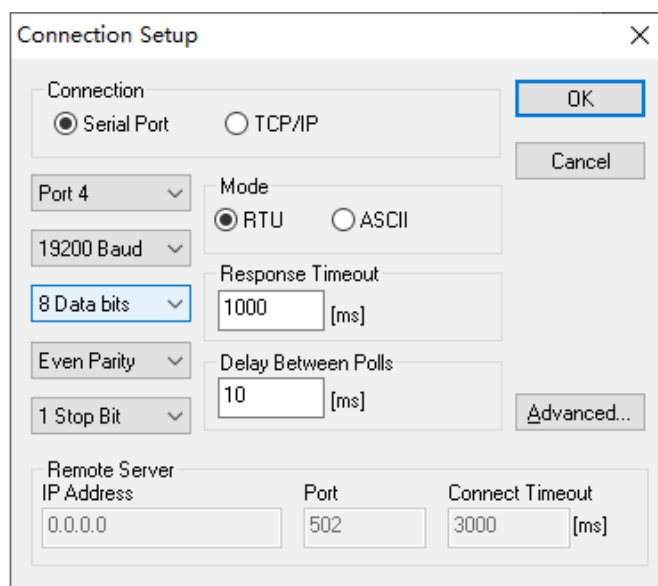 Connection Setup
Connection
Serial Port
TCP/IP
OK
Cancel
Port 4
19200 Baud
8 Data bits
Even Parity
1 Stop Bit
Mode
RTU
ASCII
Response Timeout
1000
[ms]
Delay Between Polls
10
[ms]
Advanced...
Remote Server
IP Address
Port
Connect Timeout
0.0.0.0
502
3000
[ms]